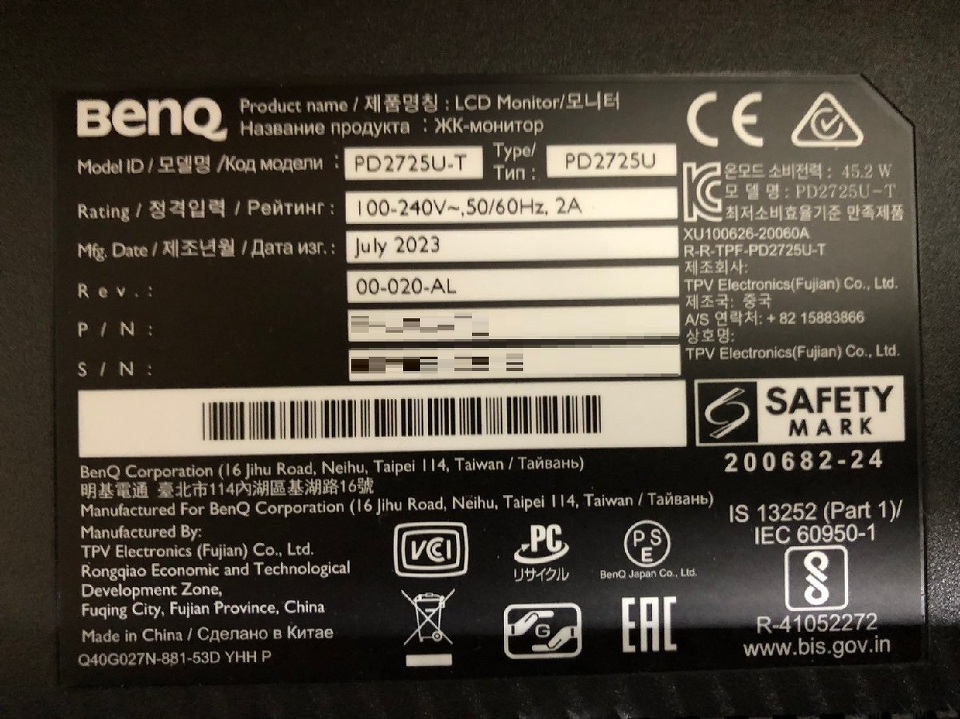 BenQ
Product name / 제품명칭 : LCD Monitor/모니터
Название продукта : ЖК-монитор
Model ID / 모델명 /Код модели : PD2725U-T Type/ Тип : PD2725U
Rating / 정격입력 / Рейтинг : 100-240V~,50/60Hz, 2A
Mfg. Date / 제조년월 / Дата изг. : July 2023
Rev. : 00-020-AL
P / N :
S / N :
CE
온모드 소비전력 : 45.2 W
모 델 명 : PD2725U-T
최저소비효율기준 만족제품
XU100626-20060A
R-R-TPF-PD2725U-T
제조회사:
TPV Electronics(Fujian) Co., Ltd.
제조국: 중국
A/S 연락처: + 82 15883866
상호명:
TPV Electronics(Fujian) Co., Ltd.
SAFETY
MARK
200682-24
BenQ Corporation (16 Jihu Road, Neihu, Taipei 114, Taiwan / Тайвань)
明基電通 臺北市114內湖區基湖路16號
Manufactured For BenQ Corporation (16 Jihu Road, Neihu, Taipei 114, Taiwan / Тайвань)
Manufactured By:
TPV Electronics (Fujian) Co., Ltd.
Rongqiao Economic and Technological
Development Zone,
Fuqing City, Fujian Province, China
Made in China / Сделано в Китае
Q40G027N-881-53D YHH P
VCCI
PC
リサイクル
PSE
BenQ Japan Co., Ltd.
G
EAC
IS 13252 (Part 1)/
IEC 60950-1
R-41052272
www.bis.gov.in